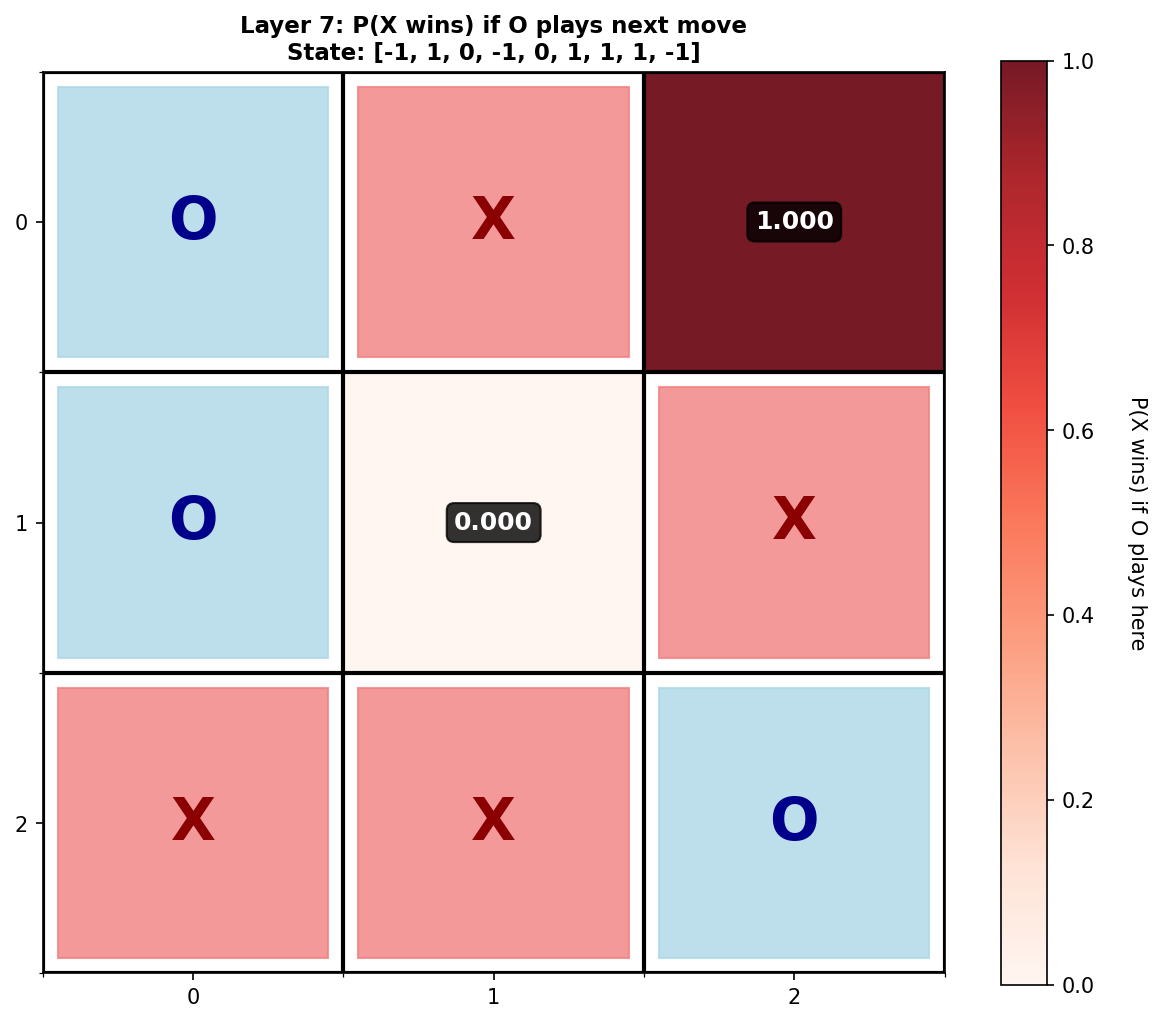 Layer 7: P(X wins) if O plays next move
State: [-1, 1, 0, -1, 0, 1, 1, 1, -1]
0
O
X
1.000
1
O
0.000
X
2
X
X
O
0
1
2
1.0
0.8
0.6
0.4
0.2
0.0
P(X wins) if O plays here